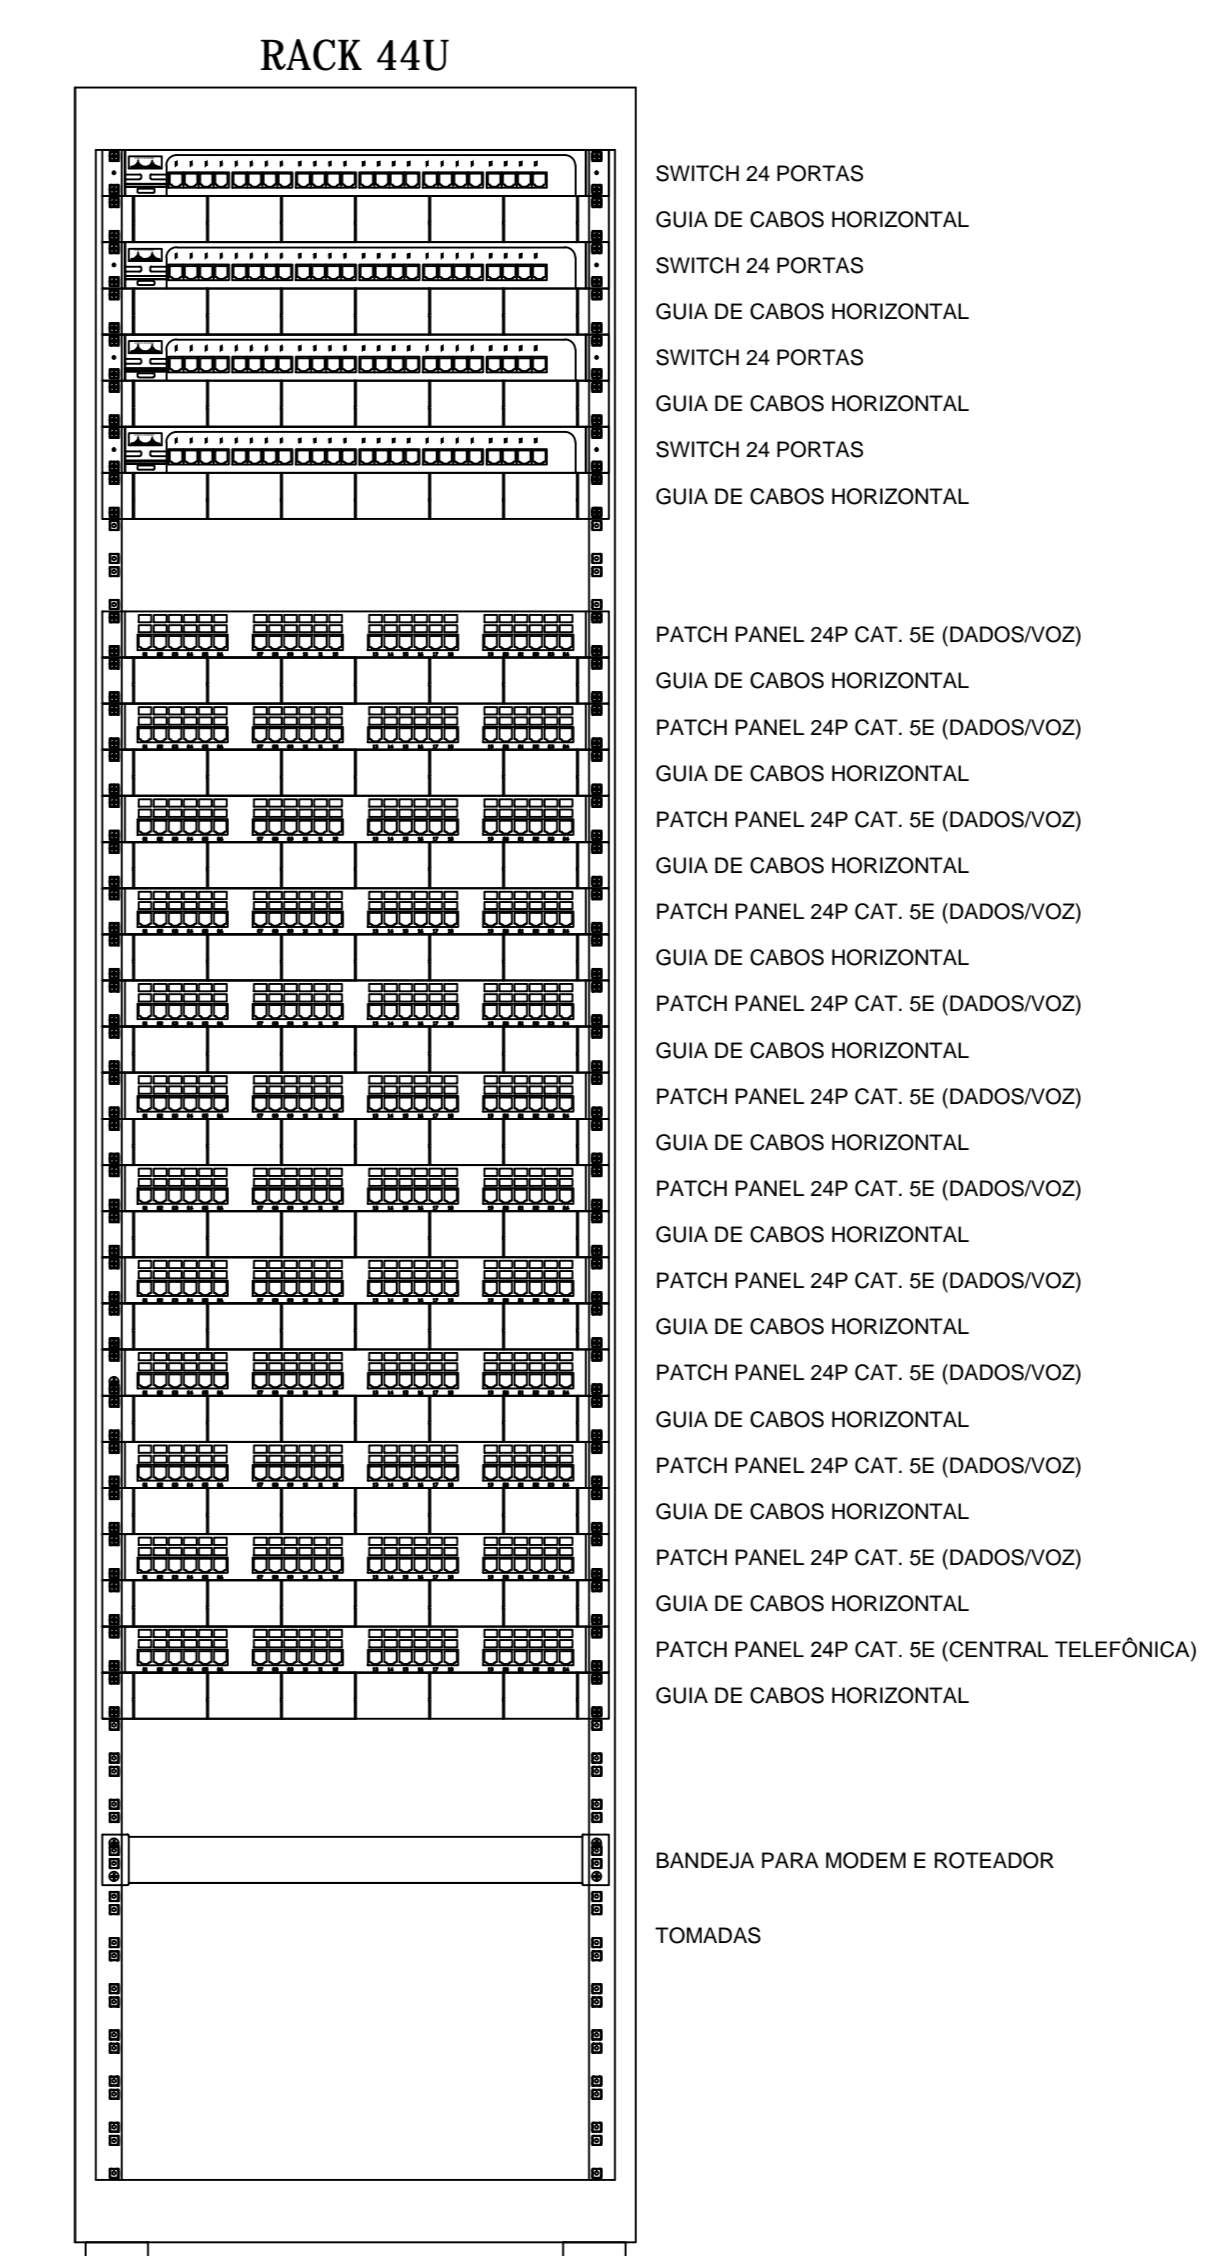 RACK 44U
SWITCH 24 PORTAS
GUIA DE CABOS HORIZONTAL
SWITCH 24 PORTAS
GUIA DE CABOS HORIZONTAL
SWITCH 24 PORTAS
GUIA DE CABOS HORIZONTAL
SWITCH 24 PORTAS
GUIA DE CABOS HORIZONTAL
PATCH PANEL 24P CAT. 5E (DADOS/VOZ)
GUIA DE CABOS HORIZONTAL
PATCH PANEL 24P CAT. 5E (DADOS/VOZ)
GUIA DE CABOS HORIZONTAL
PATCH PANEL 24P CAT. 5E (DADOS/VOZ)
GUIA DE CABOS HORIZONTAL
PATCH PANEL 24P CAT. 5E (DADOS/VOZ)
GUIA DE CABOS HORIZONTAL
PATCH PANEL 24P CAT. 5E (DADOS/VOZ)
GUIA DE CABOS HORIZONTAL
PATCH PANEL 24P CAT. 5E (DADOS/VOZ)
GUIA DE CABOS HORIZONTAL
PATCH PANEL 24P CAT. 5E (DADOS/VOZ)
GUIA DE CABOS HORIZONTAL
PATCH PANEL 24P CAT. 5E (DADOS/VOZ)
GUIA DE CABOS HORIZONTAL
PATCH PANEL 24P CAT. 5E (DADOS/VOZ)
GUIA DE CABOS HORIZONTAL
PATCH PANEL 24P CAT. 5E (DADOS/VOZ)
GUIA DE CABOS HORIZONTAL
PATCH PANEL 24P CAT. 5E (DADOS/VOZ)
GUIA DE CABOS HORIZONTAL
PATCH PANEL 24P CAT. 5E (CENTRAL TELEFÔNICA)
GUIA DE CABOS HORIZONTAL
BANDEJA PARA MODEM E ROTEADOR
TOMADAS